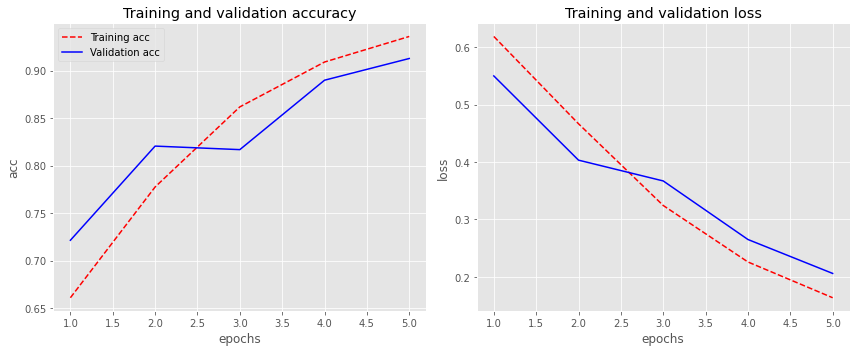 Training and validation accuracy
Training acc
Validation acc
0.90
0.85
0.80
0.75
0.70
0.65
acc
1.0 1.5 2.0 2.5 3.0 3.5 4.0 4.5 5.0
epochs
Training and validation loss
0.6
0.5
0.4
0.3
0.2
loss
1.0 1.5 2.0 2.5 3.0 3.5 4.0 4.5 5.0
epochs